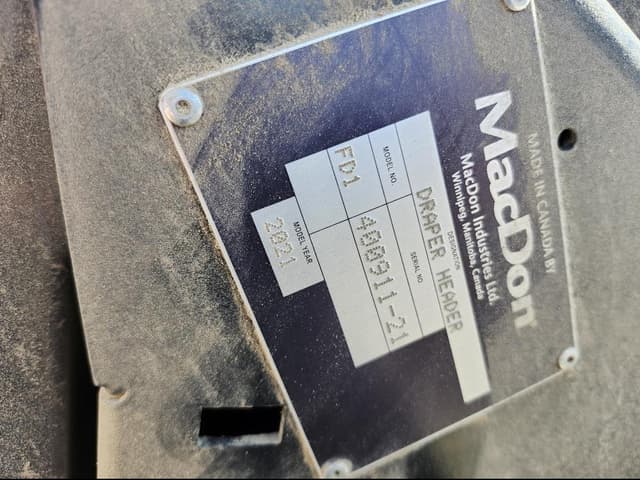 MADE IN CANADA BY
MacDon
MacDon Industries Ltd.
Winnipeg, Manitoba, Canada
DESIGNATION
DRAPER HEADER
MODEL NO. SERIAL NO.
FD1 400911-21
MODEL YEAR
2021